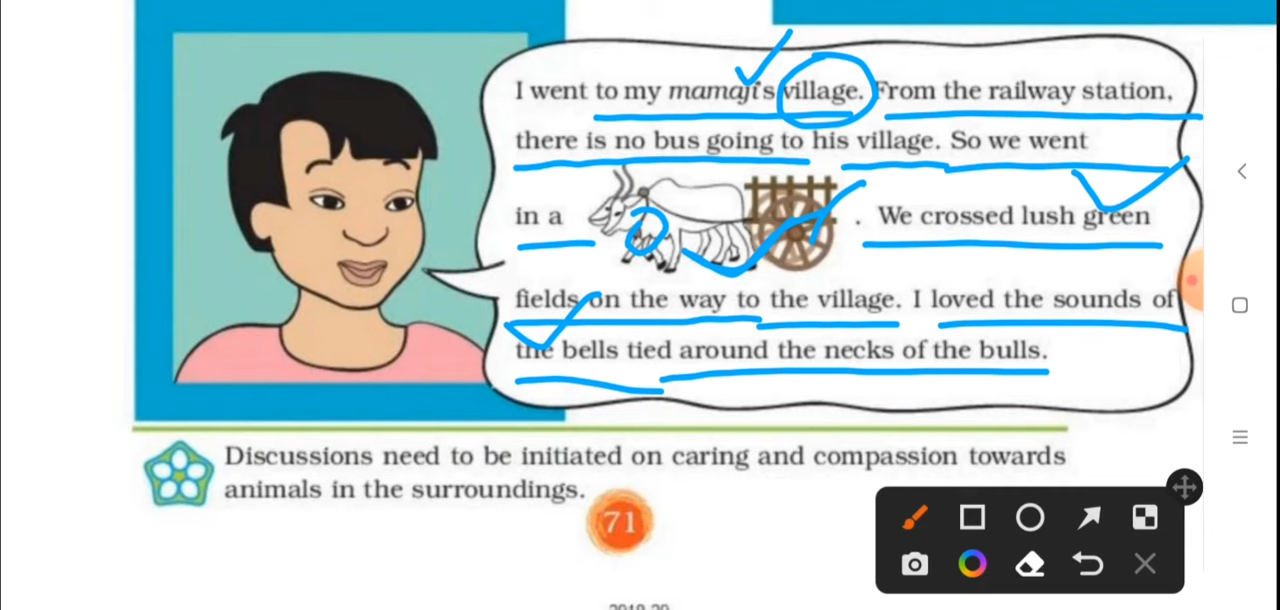 I went to my mamaji's village. From the railway station,
there is no bus going to his village. So we went
in a . We crossed lush green
fields on the way to the village. I loved the sounds of
the bells tied around the necks of the bulls.
Discussions need to be initiated on caring and compassion towards
animals in the surroundings.
71
2019-20